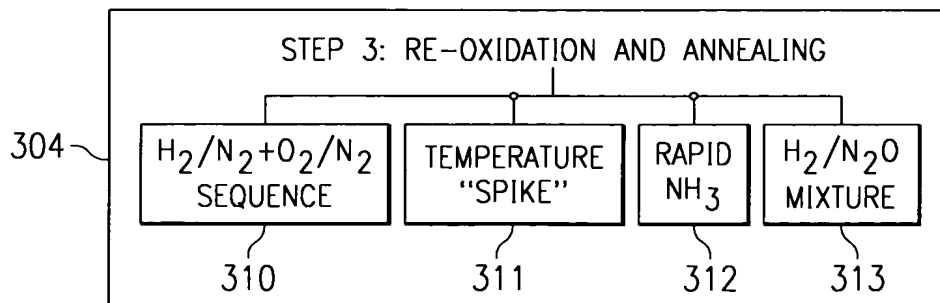 STEP 3: RE-OXIDATION AND ANNEALING
304
H2/N2+O2/N2
SEQUENCE
TEMPERATURE
"SPIKE"
RAPID
NH3
H2/N2O
MIXTURE
310
311
312
313